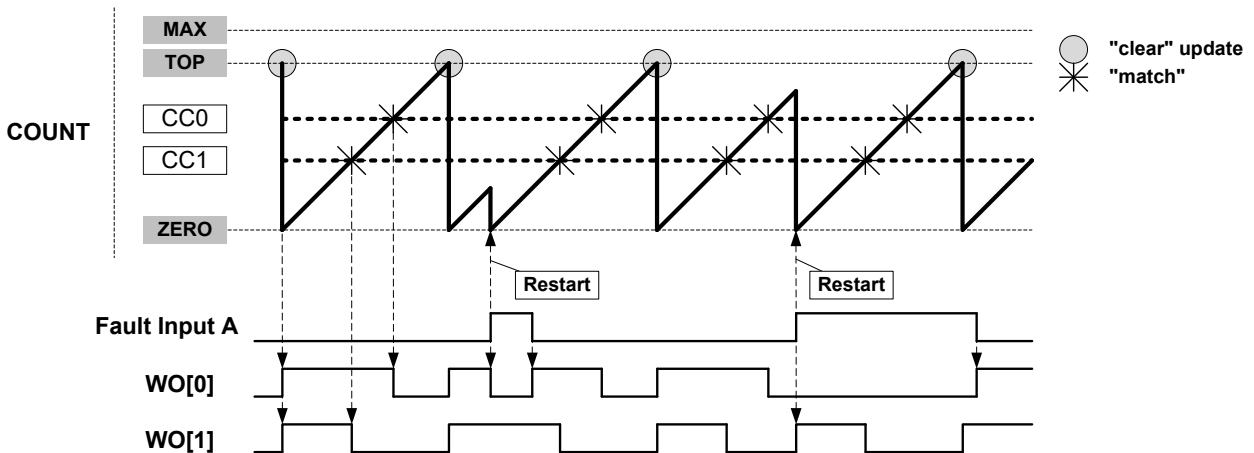 MAX
"clear" update
TOP
"match"
CC0
COUNT
CC1
ZERO
Restart
Restart
Fault Input A
WO[0]
WO[1]